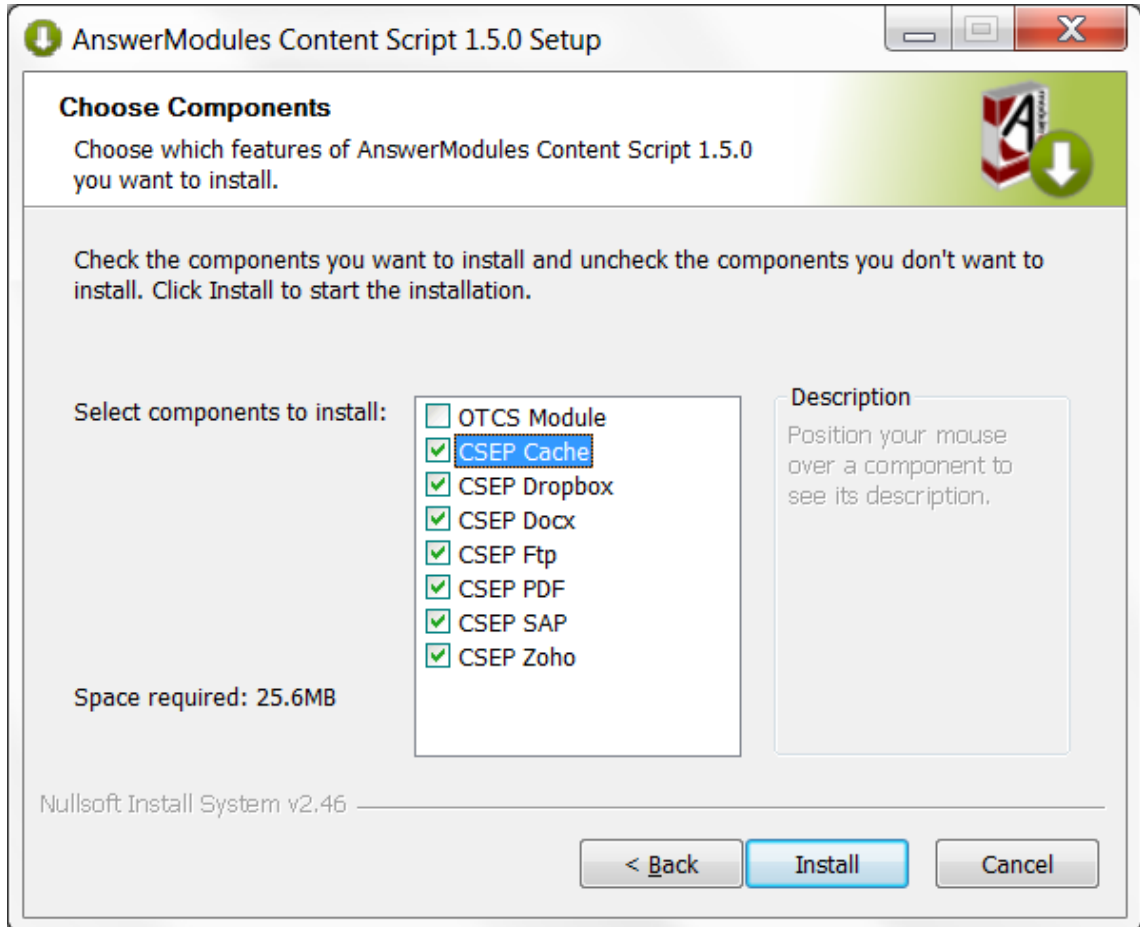 AnswerModules Content Script 1.5.0 Setup
X
Choose Components
Choose which features of AnswerModules Content Script 1.5.0
you want to install.
A
module
Check the components you want to install and uncheck the components you don't want to
install. Click Install to start the installation.
Select components to install:
OTCS Module
CSEP Cache
CSEP Dropbox
CSEP Docx
CSEP Ftp
CSEP PDF
CSEP SAP
CSEP Zoho
Description
Position your mouse
over a component to
see its description.
Space required: 25.6MB
Nullsoft Install System v2.46
< Back
Install
Cancel